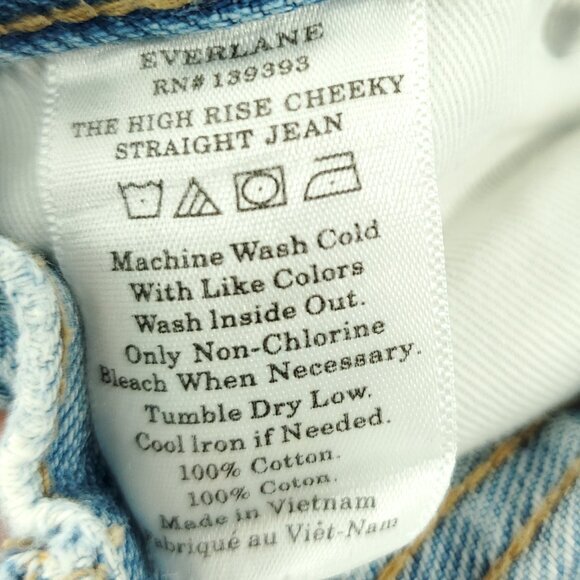 EVERLANE
RN# 139393
THE HIGH RISE CHEEKY
STRAIGHT JEAN
Machine Wash Cold
With Like Colors
Wash Inside Out.
Only Non-Chlorine
Bleach When Necessary.
Tumble Dry Low.
Cool Iron if Needed.
100% Cotton.
100% Coton.
Made in Vietnam
Fabriqué au Viêt-Nam